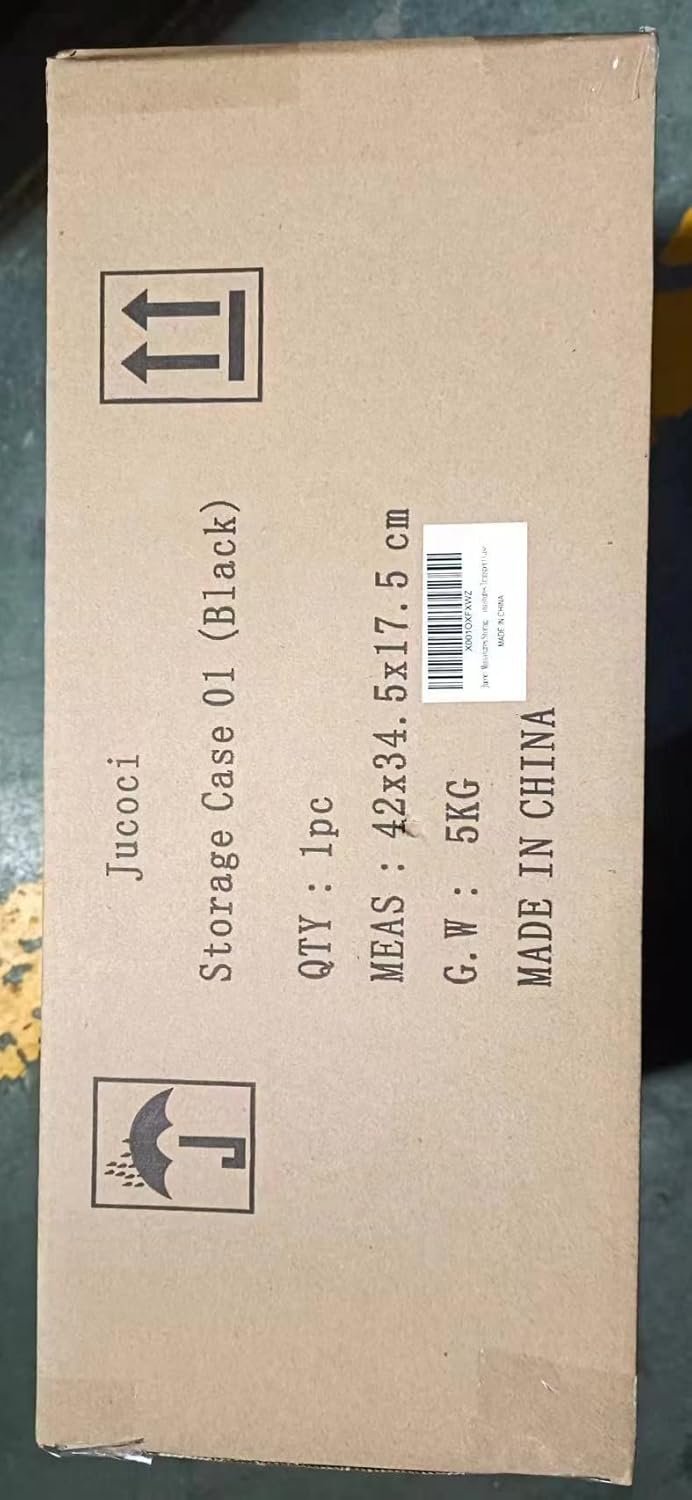 Jucoci
Storage Case 01 (Black)
QTY : 1pc
MEAS : 42x34.5x17.5 cm
G.W : 5KG
MADE IN CHINA
X001OXFXWZ
MADE IN CHINA